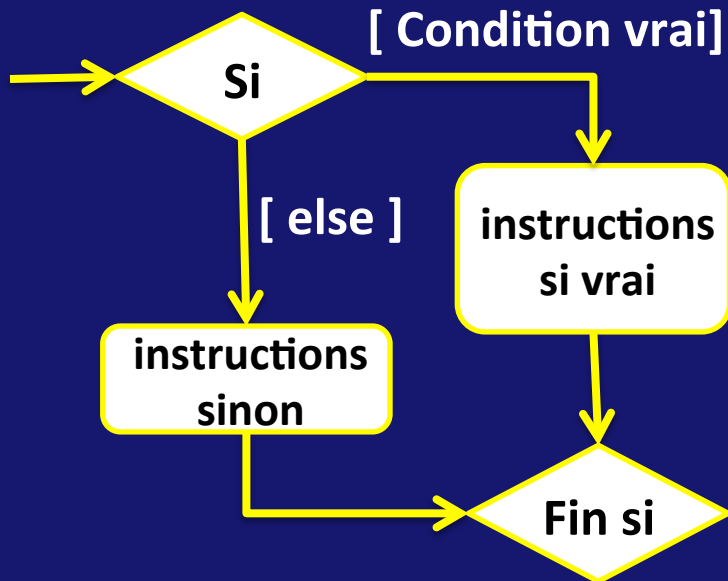 [ Condition vrai]
Si
[ else ]
instructions
si vrai
instructions
sinon
Fin si